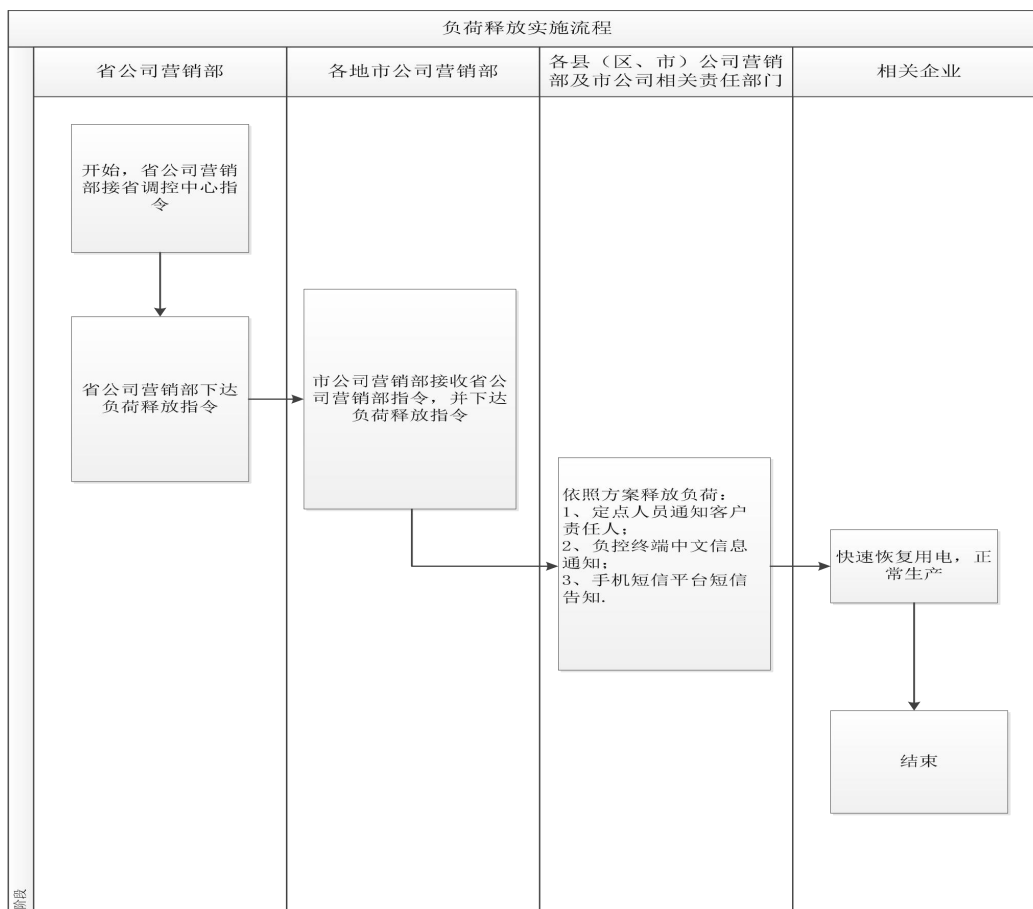 负荷释放实施流程
省公司营销部
各地市公司营销部
各县（区、市）公司营销
部及市公司相关责任部门
相关企业
开始，省公司营销
部接省调控中心指
令
省公司营销部下达
负荷释放指令
市公司营销部接收省公
司营销部指令，并下达
负荷释放指令
依照方案释放负荷：
1、定点人员通知客户
责任人；
2、负控终端中文信息
通知；
3、手机短信平台短信
告知.
快速恢复用电，正
常生产
结束
阶段